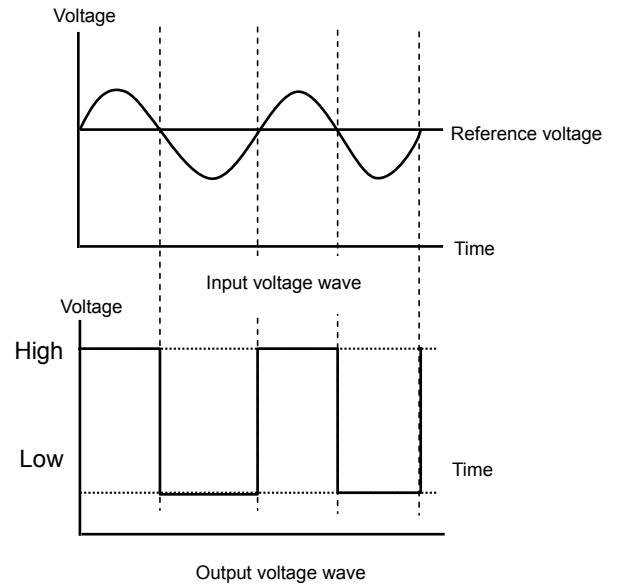 Voltage
Reference voltage
Time
Input voltage wave
Voltage
High
Low
Time
Output voltage wave